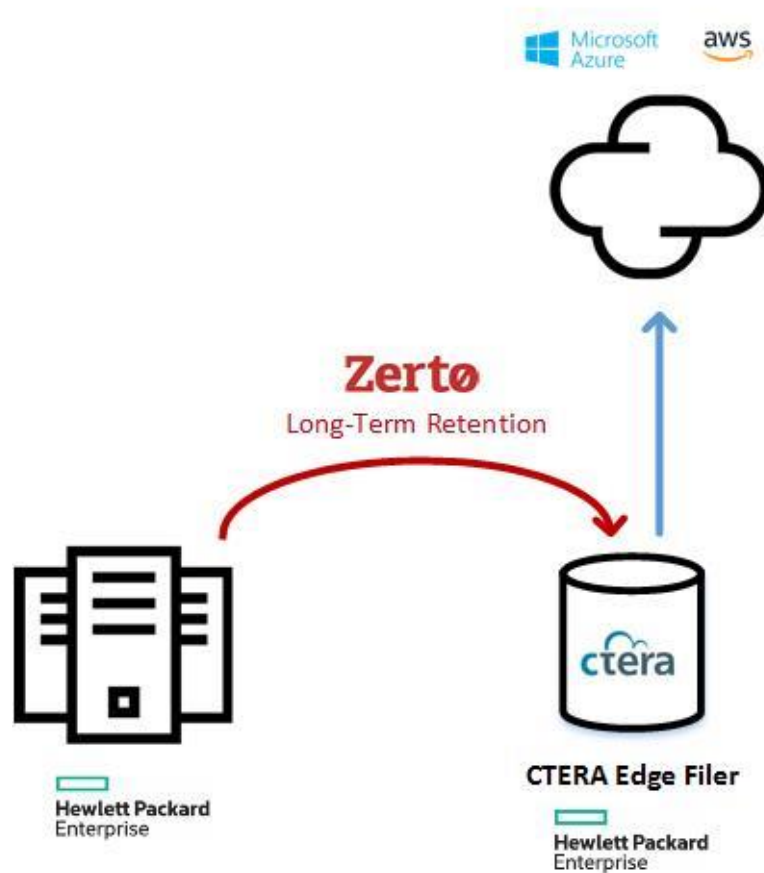 Microsoft
Azure
aws
Zertø
Long-Term Retention
ctera
CTERA Edge Filer
Hewlett Packard
Enterprise
Hewlett Packard
Enterprise